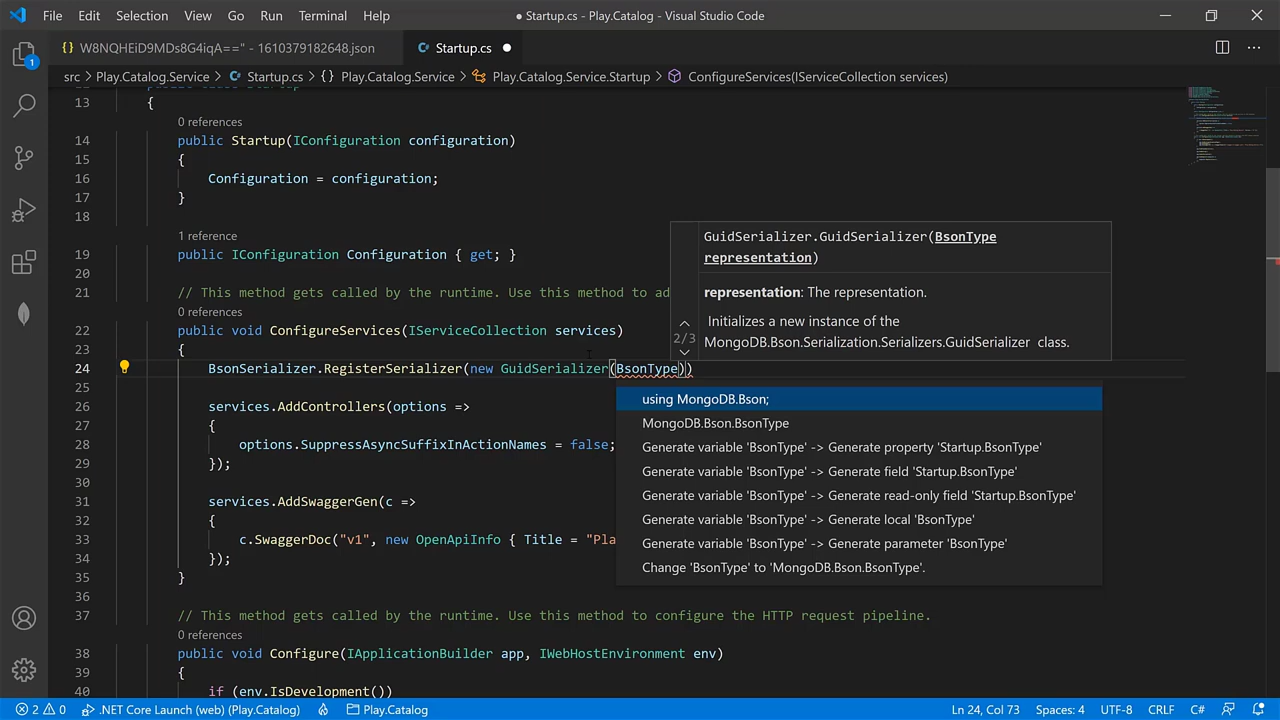 File Edit Selection View Go Run Terminal Help
● Startup.cs - Play.Catalog - Visual Studio Code
{} W8NQHEiD9MDs8G4iqA==" - 1610379182648.json
Startup.cs ●
src > Play.Catalog.Service > Startup.cs > {} Play.Catalog.Service > Play.Catalog.Service.Startup > ConfigureServices(IServiceCollection services)
13 {
0 references
14 public Startup(IConfiguration configuration)
15 {
16 Configuration = configuration;
17 }
18
1 reference
19 public IConfiguration Configuration { get; }
20
21 // This method gets called by the runtime. Use this method to ad
0 references
22 public void ConfigureServices(IServiceCollection services)
23 {
24 BsonSerializer.RegisterSerializer(new GuidSerializer(BsonType))
25
26 services.AddControllers(options =>
27 {
28 options.SuppressAsyncSuffixInActionNames = false;
29 });
30
31 services.AddSwaggerGen(c =>
32 {
33 c.SwaggerDoc("v1", new OpenApiInfo { Title = "Pla
34 });
35 }
36
37 // This method gets called by the runtime. Use this method to configure the HTTP request pipeline.
0 references
38 public void Configure(IApplicationBuilder app, IWebHostEnvironment env)
39 {
40 if (env.IsDevelopment())
GuidSerializer.GuidSerializer(BsonType
representation)
representation: The representation.
2/3
Initializes a new instance of the
MongoDB.Bson.Serialization.Serializers.GuidSerializer class.
using MongoDB.Bson;
MongoDB.Bson.BsonType
Generate variable 'BsonType' -> Generate property 'Startup.BsonType'
Generate variable 'BsonType' -> Generate field 'Startup.BsonType'
Generate variable 'BsonType' -> Generate read-only field 'Startup.BsonType'
Generate variable 'BsonType' -> Generate local 'BsonType'
Generate variable 'BsonType' -> Generate parameter 'BsonType'
Change 'BsonType' to 'MongoDB.Bson.BsonType'.
1
2 0 .NET Core Launch (web) (Play.Catalog) Play.Catalog
Ln 24, Col 73 Spaces: 4 UTF-8 CRLF C#